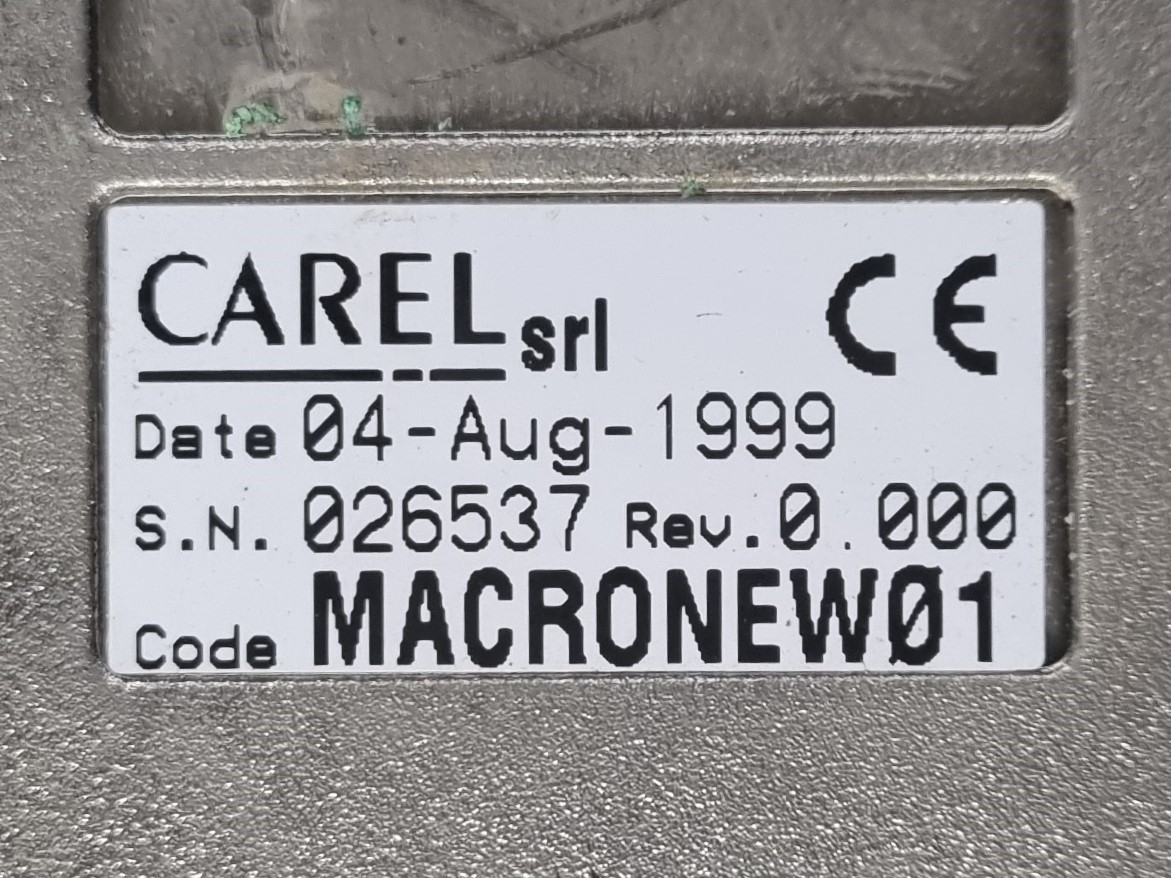 CAREL srl CE
Date 04-Aug-1999
S.N. 026537 Rev.0.000
Code MACRONEW01